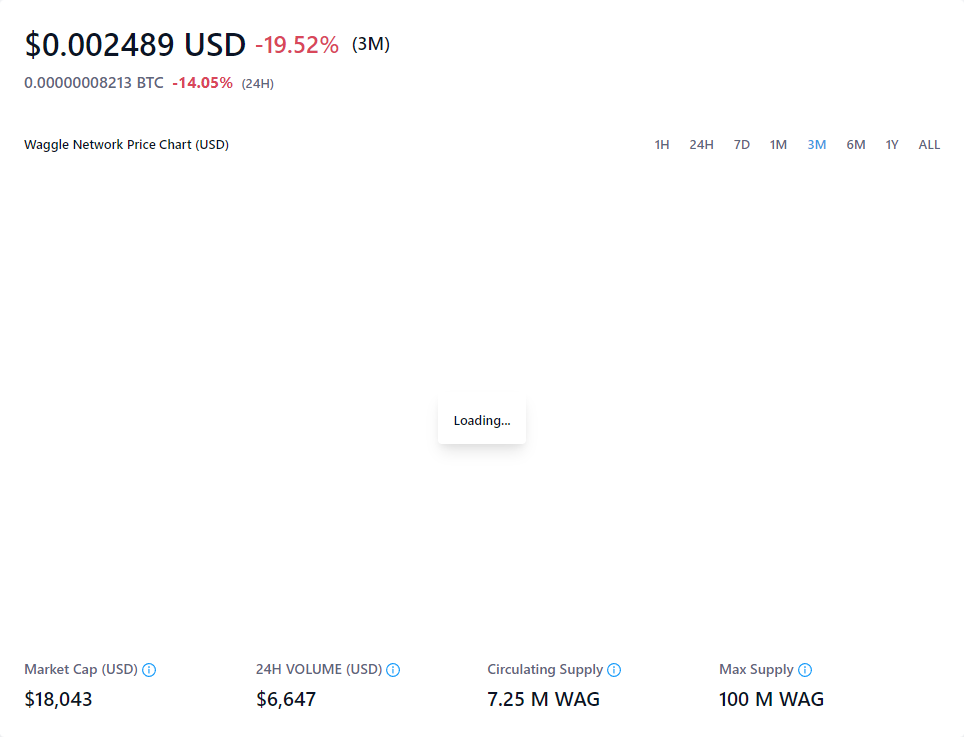 $0.002489 USD -19.52% (3M)
0.00000008213 BTC -14.05% (24H)
Waggle Network Price Chart (USD) 1H 24H 7D 1M 3M 6M 1Y ALL
Loading...
Market Cap (USD) 24H VOLUME (USD) Circulating Supply Max Supply
$18,043 $6,647 7.25 M WAG 100 M WAG